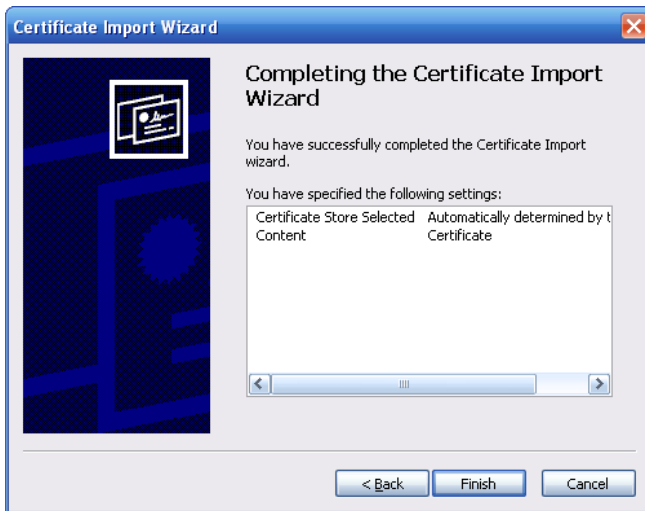 Certificate Import Wizard
Completing the Certificate Import
Wizard
You have successfully completed the Certificate Import
wizard.
You have specified the following settings:
Certificate Store Selected Automatically determined by t
Content Certificate
< Back Finish Cancel